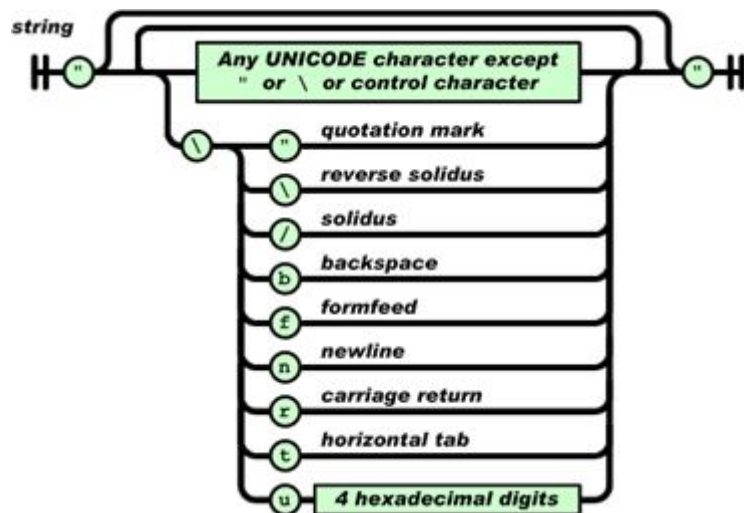 string
"
Any UNICODE character except
" or \ or control character
"
\
" quotation mark
\ reverse solidus
/ solidus
b backspace
f formfeed
n newline
r carriage return
t horizontal tab
u 4 hexadecimal digits